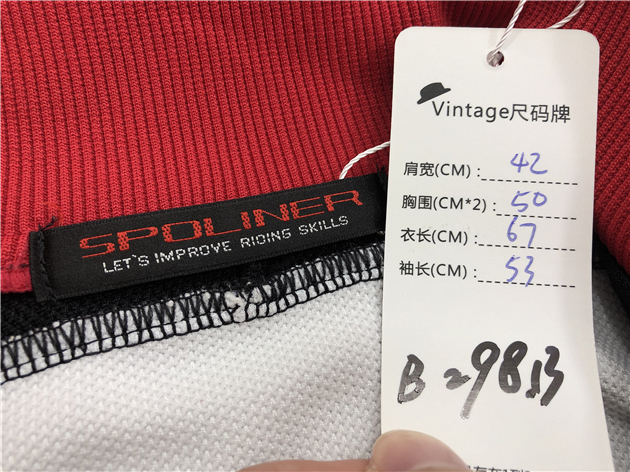 SPOLINER
LET'S IMPROVE RIDING SKILLS
Vintage尺码牌
肩宽(CM) : 42
胸围(CM*2) : 50
衣长(CM) : 67
袖长(CM) : 53